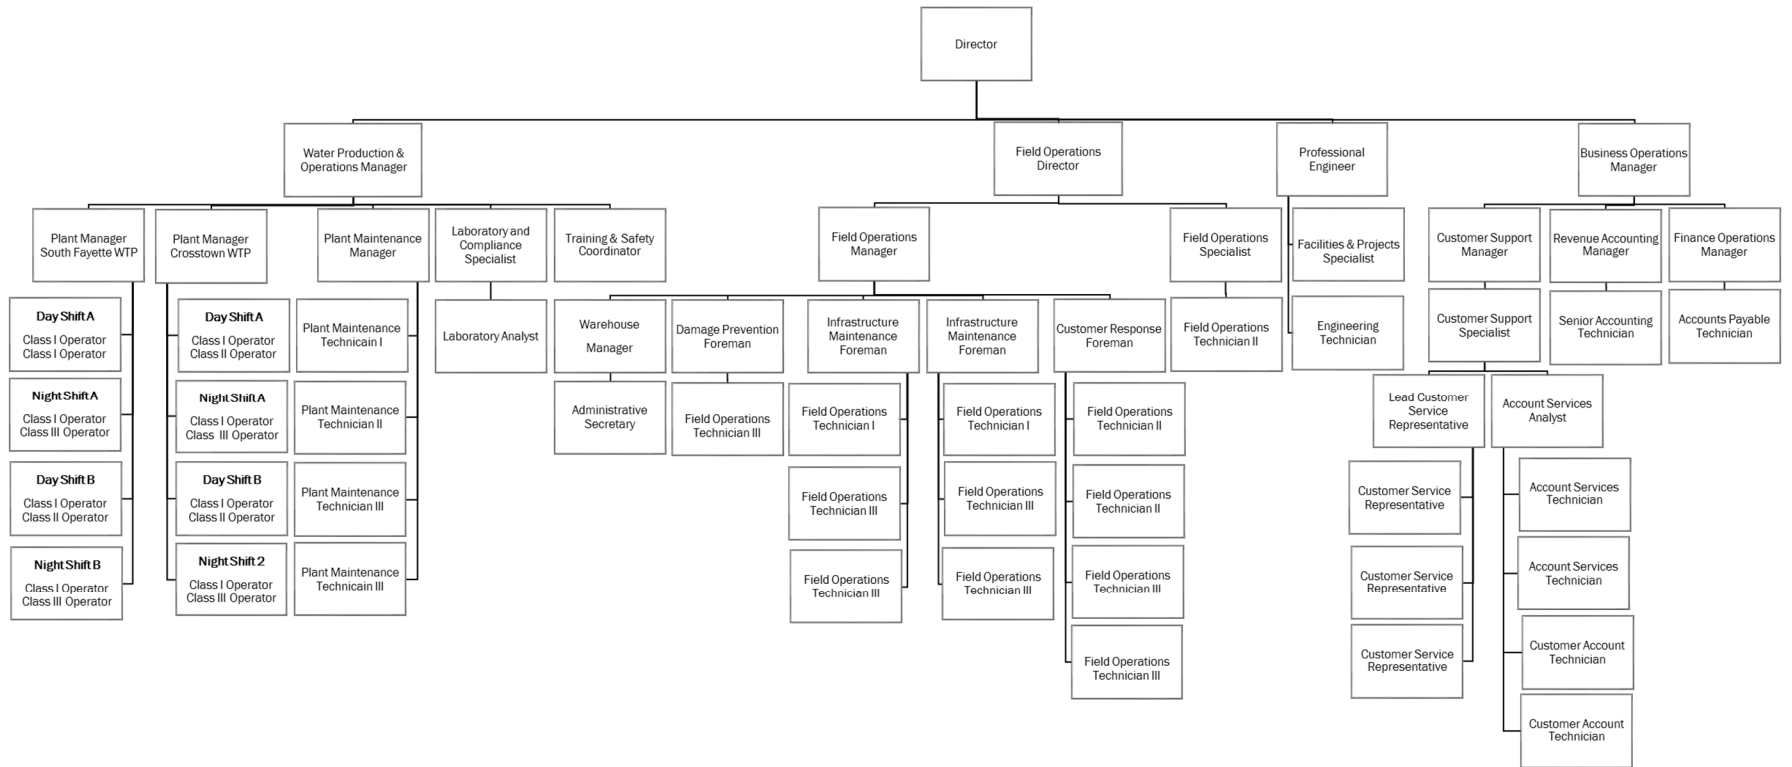 Director
Water Production &
Operations Manager
Field Operations
Director
Professional
Engineer
Business Operations
Manager
Plant Manager
South Fayette WTP
Plant Manager
Crosstown WTP
Plant Maintenance
Manager
Laboratory and
Compliance
Specialist
Training & Safety
Coordinator
Field Operations
Manager
Field Operations
Specialist
Facilities & Projects
Specialist
Customer Support
Manager
Revenue Accounting
Manager
Finance Operations
Manager
Day Shift A
Class I Operator
Class I Operator
Night Shift A
Class I Operator
Class III Operator
Day Shift B
Class I Operator
Class II Operator
Night Shift B
Class I Operator
Class III Operator
Day Shift A
Class I Operator
Class II Operator
Night Shift A
Class I Operator
Class III Operator
Day Shift B
Class I Operator
Class II Operator
Night Shift 2
Class I Operator
Class III Operator
Plant Maintenance
Technicain I
Plant Maintenance
Technician II
Plant Maintenance
Technician III
Plant Maintenance
Technicain III
Laboratory Analyst
Warehouse
Manager
Administrative
Secretary
Damage Prevention
Foreman
Field Operations
Technician III
Infrastructure
Maintenance
Foreman
Field Operations
Technician I
Field Operations
Technician III
Field Operations
Technician III
Infrastructure
Maintenance
Foreman
Field Operations
Technician I
Field Operations
Technician III
Field Operations
Technician III
Customer Response
Foreman
Field Operations
Technician II
Field Operations
Technician II
Field Operations
Technician III
Field Operations
Technician III
Field Operations
Technician II
Engineering
Technician
Customer Support
Specialist
Senior Accounting
Technician
Accounts Payable
Technician
Lead Customer
Service
Representative
Account Services
Analyst
Customer Service
Representative
Customer Service
Representative
Customer Service
Representative
Account Services
Technician
Account Services
Technician
Customer Account
Technician
Customer Account
Technician